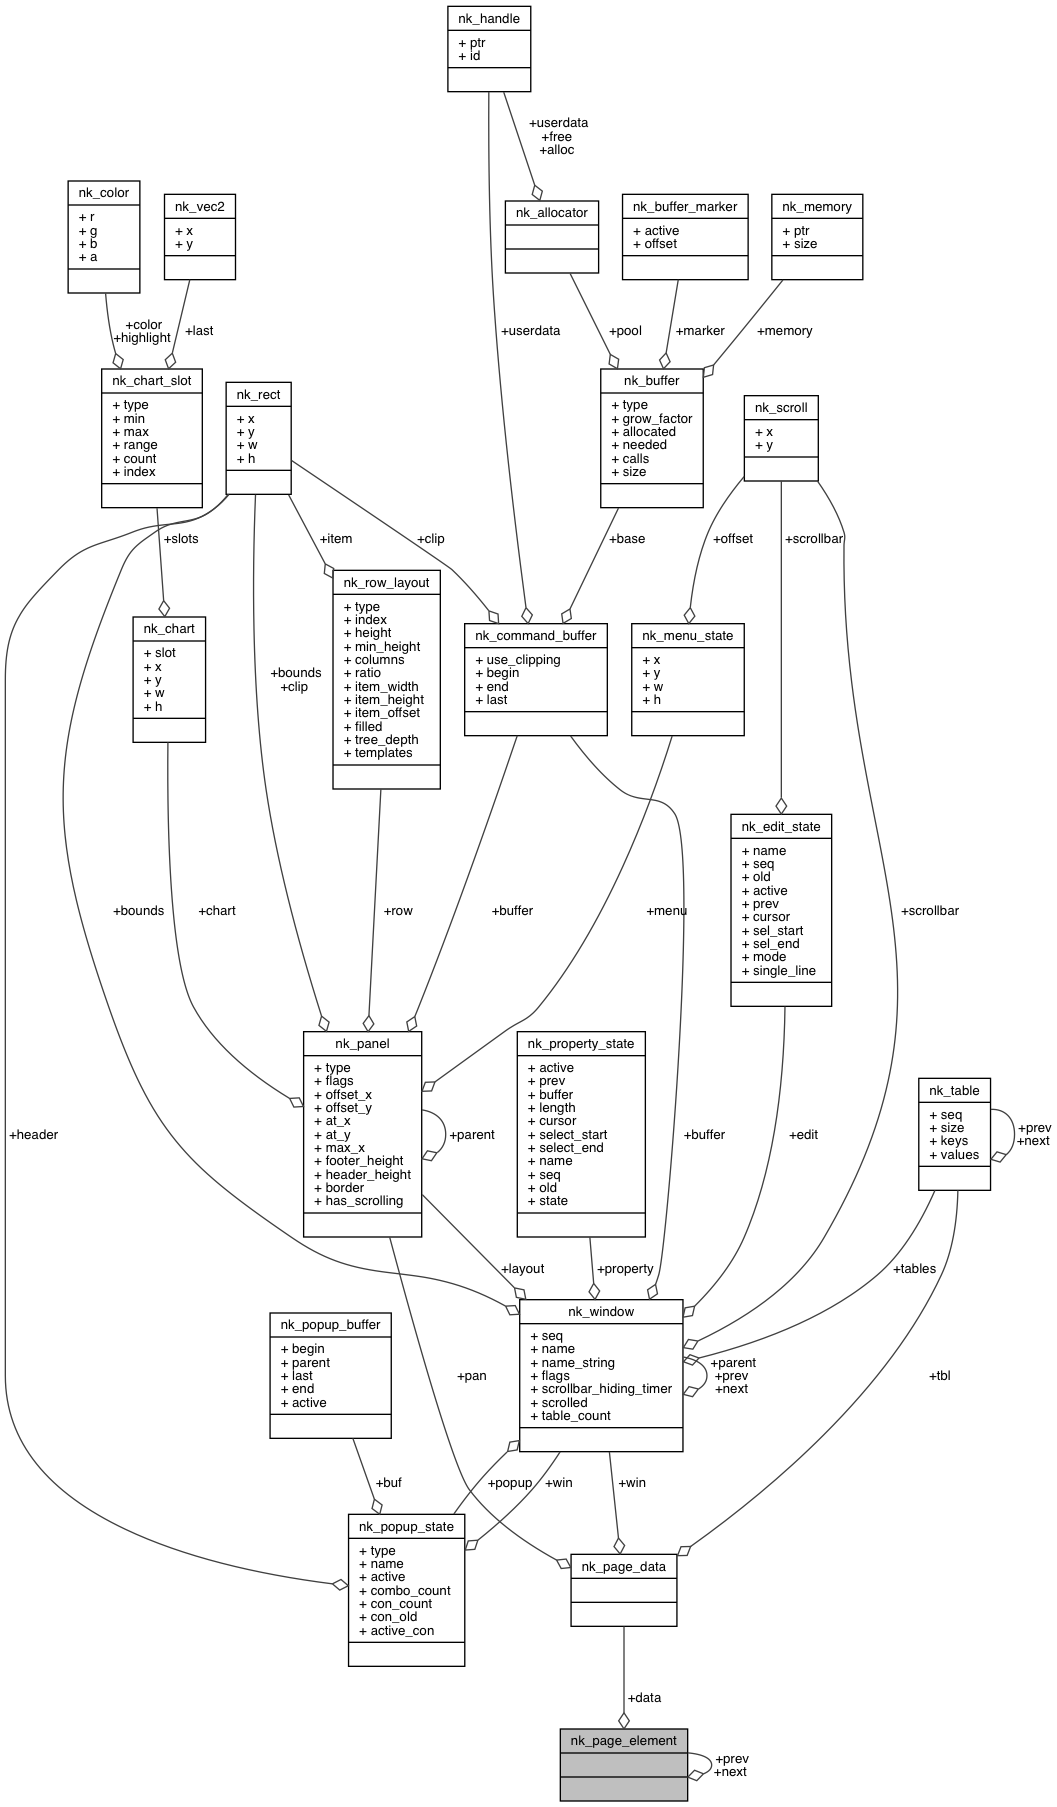 nk_handle
+ ptr
+ id
+userdata
+free
+alloc
nk_color
+ r
+ g
+ b
+ a
nk_vec2
+ x
+ y
nk_allocator
nk_buffer_marker
+ active
+ offset
nk_memory
+ ptr
+ size
+color
+highlight
+last
+userdata
+pool
+marker
+memory
nk_chart_slot
+ type
+ min
+ max
+ range
+ count
+ index
nk_rect
+ x
+ y
+ w
+ h
nk_buffer
+ type
+ grow_factor
+ allocated
+ needed
+ calls
+ size
nk_scroll
+ x
+ y
+slots
+item
+clip
+base
+offset
+scrollbar
nk_chart
+ slot
+ x
+ y
+ w
+ h
+bounds
+clip
nk_row_layout
+ type
+ index
+ height
+ min_height
+ columns
+ ratio
+ item_width
+ item_height
+ item_offset
+ filled
+ tree_depth
+ templates
nk_command_buffer
+ use_clipping
+ begin
+ end
+ last
nk_menu_state
+ x
+ y
+ w
+ h
nk_edit_state
+ name
+ seq
+ old
+ active
+ prev
+ cursor
+ sel_start
+ sel_end
+ mode
+ single_line
+bounds
+chart
+row
+buffer
+menu
+scrollbar
nk_panel
+ type
+ flags
+ offset_x
+ offset_y
+ at_x
+ at_y
+ max_x
+ footer_height
+ header_height
+ border
+ has_scrolling
+parent
nk_property_state
+ active
+ prev
+ buffer
+ length
+ cursor
+ select_start
+ select_end
+ name
+ seq
+ old
+ state
nk_table
+ seq
+ size
+ keys
+ values
+prev
+next
+header
+buffer
+edit
+layout
+property
+tables
nk_popup_buffer
+ begin
+ parent
+ last
+ end
+ active
nk_window
+ seq
+ name
+ name_string
+ flags
+ scrollbar_hiding_timer
+ scrolled
+ table_count
+parent
+prev
+next
+pan
+tbl
+buf
+popup
+win
+win
nk_popup_state
+ type
+ name
+ active
+ combo_count
+ con_count
+ con_old
+ active_con
nk_page_data
+data
nk_page_element
+prev
+next